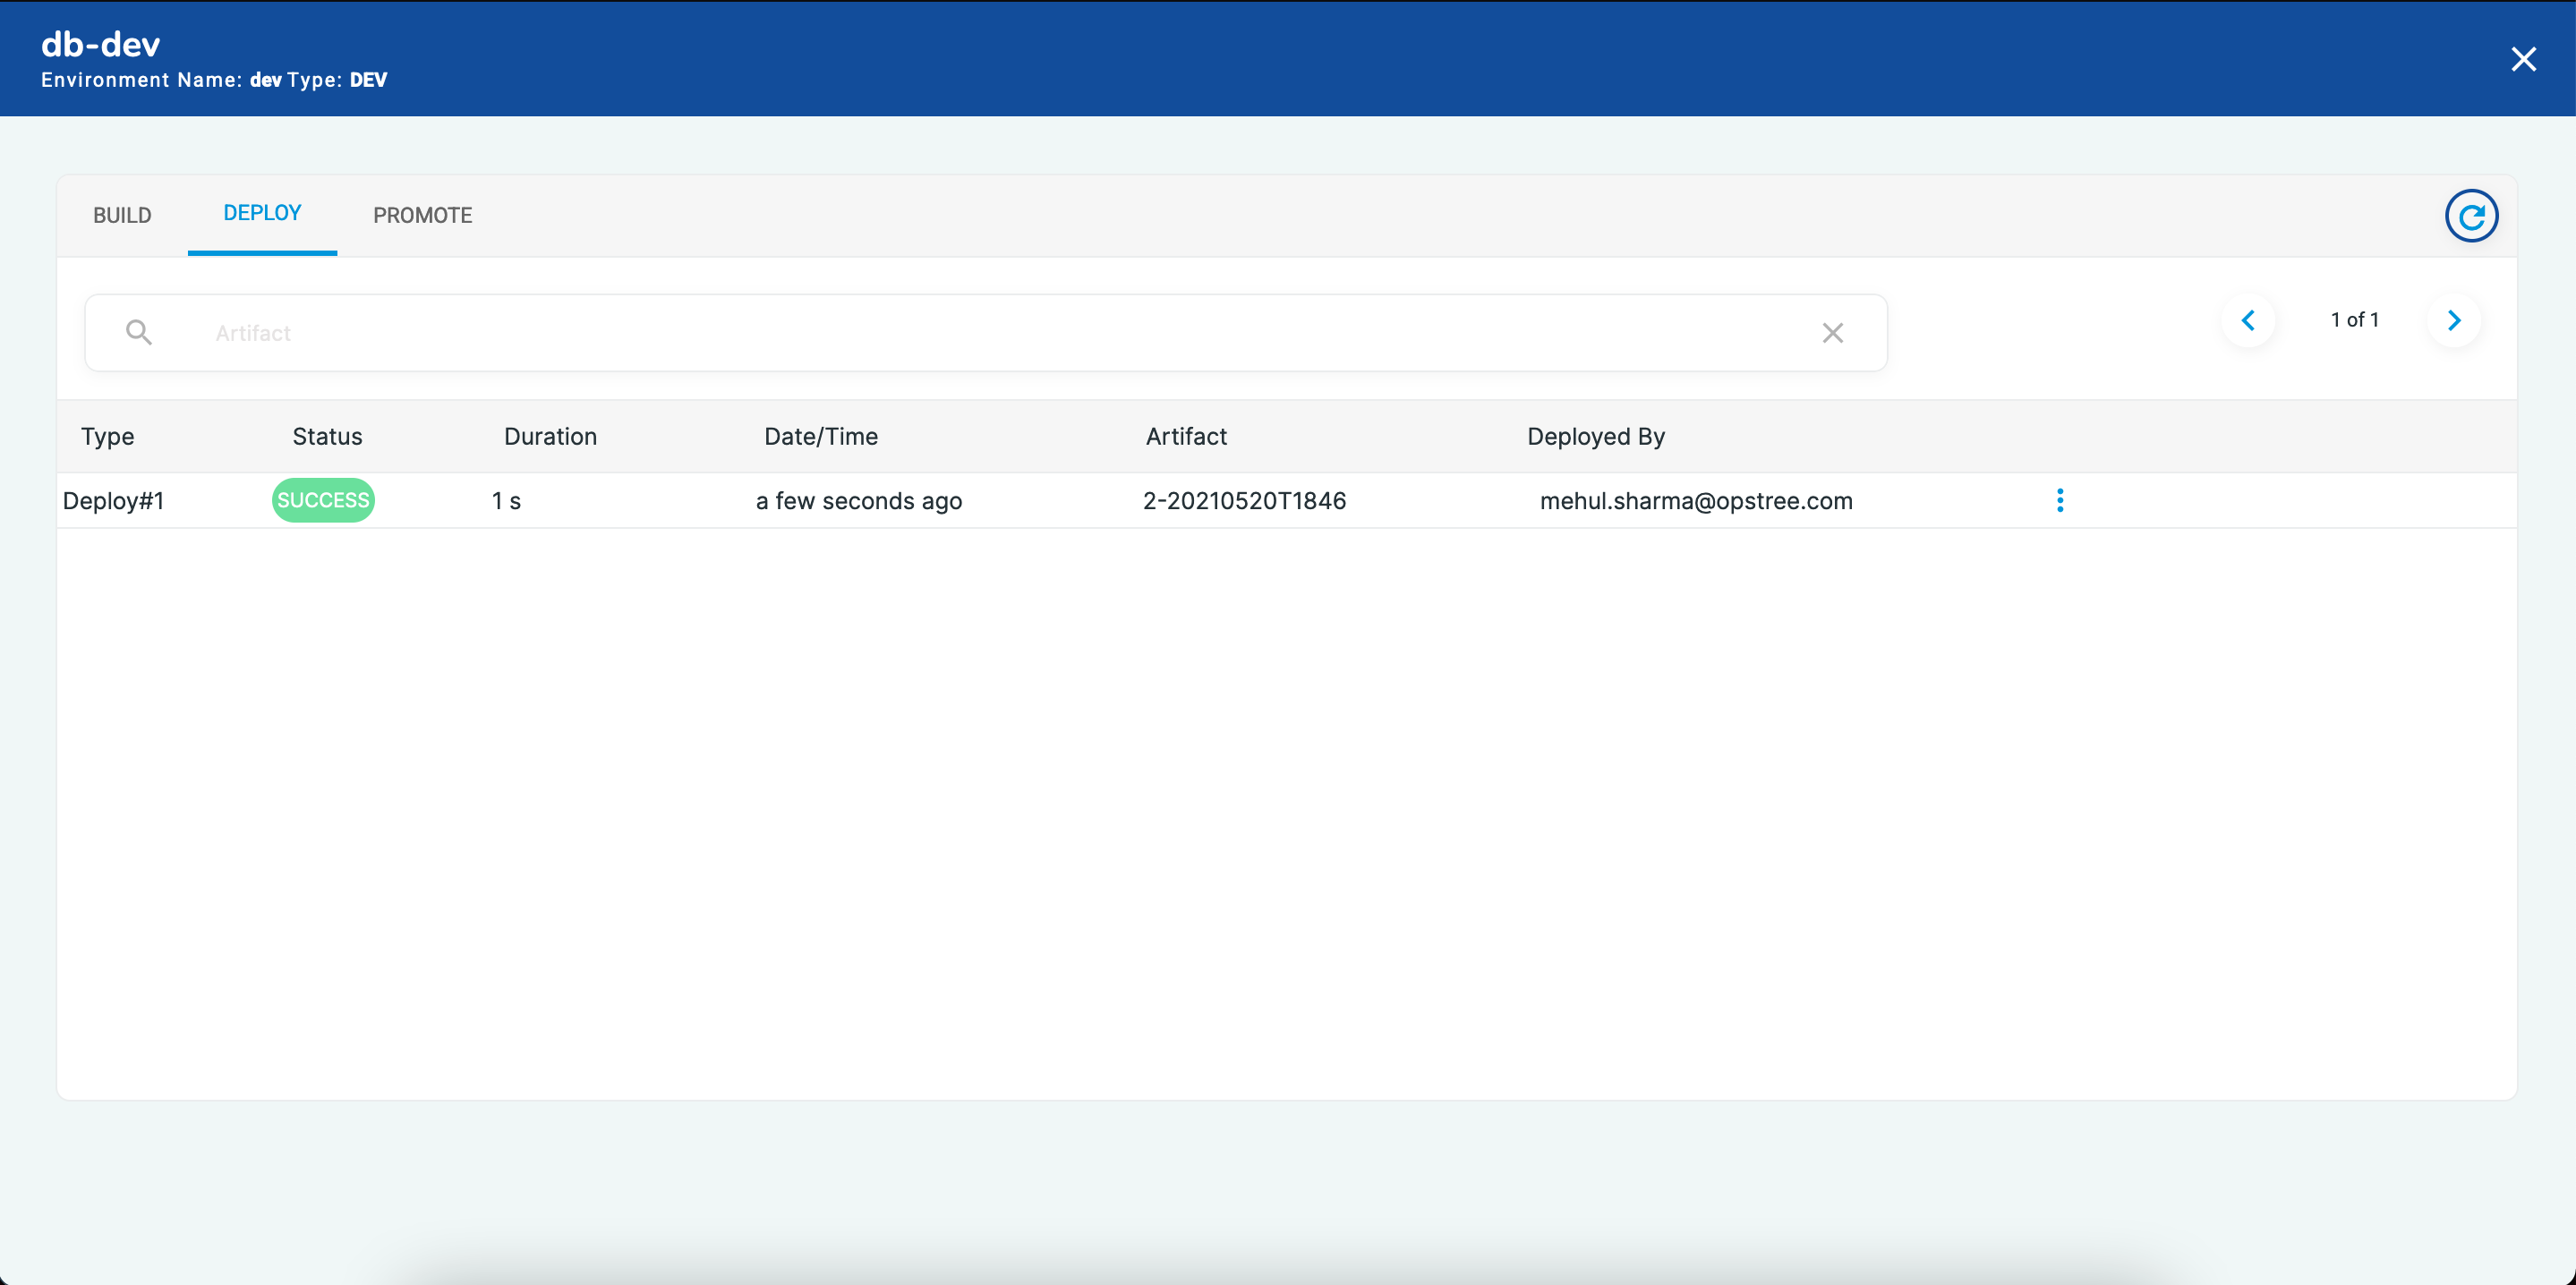 db-dev
Environment Name: dev Type: DEV
BUILD DEPLOY PROMOTE
Artifact
1 of 1
Type Status Duration Date/Time Artifact Deployed By
Deploy#1 SUCCESS 1 s a few seconds ago 2-20210520T1846 mehul.sharma@opstree.com